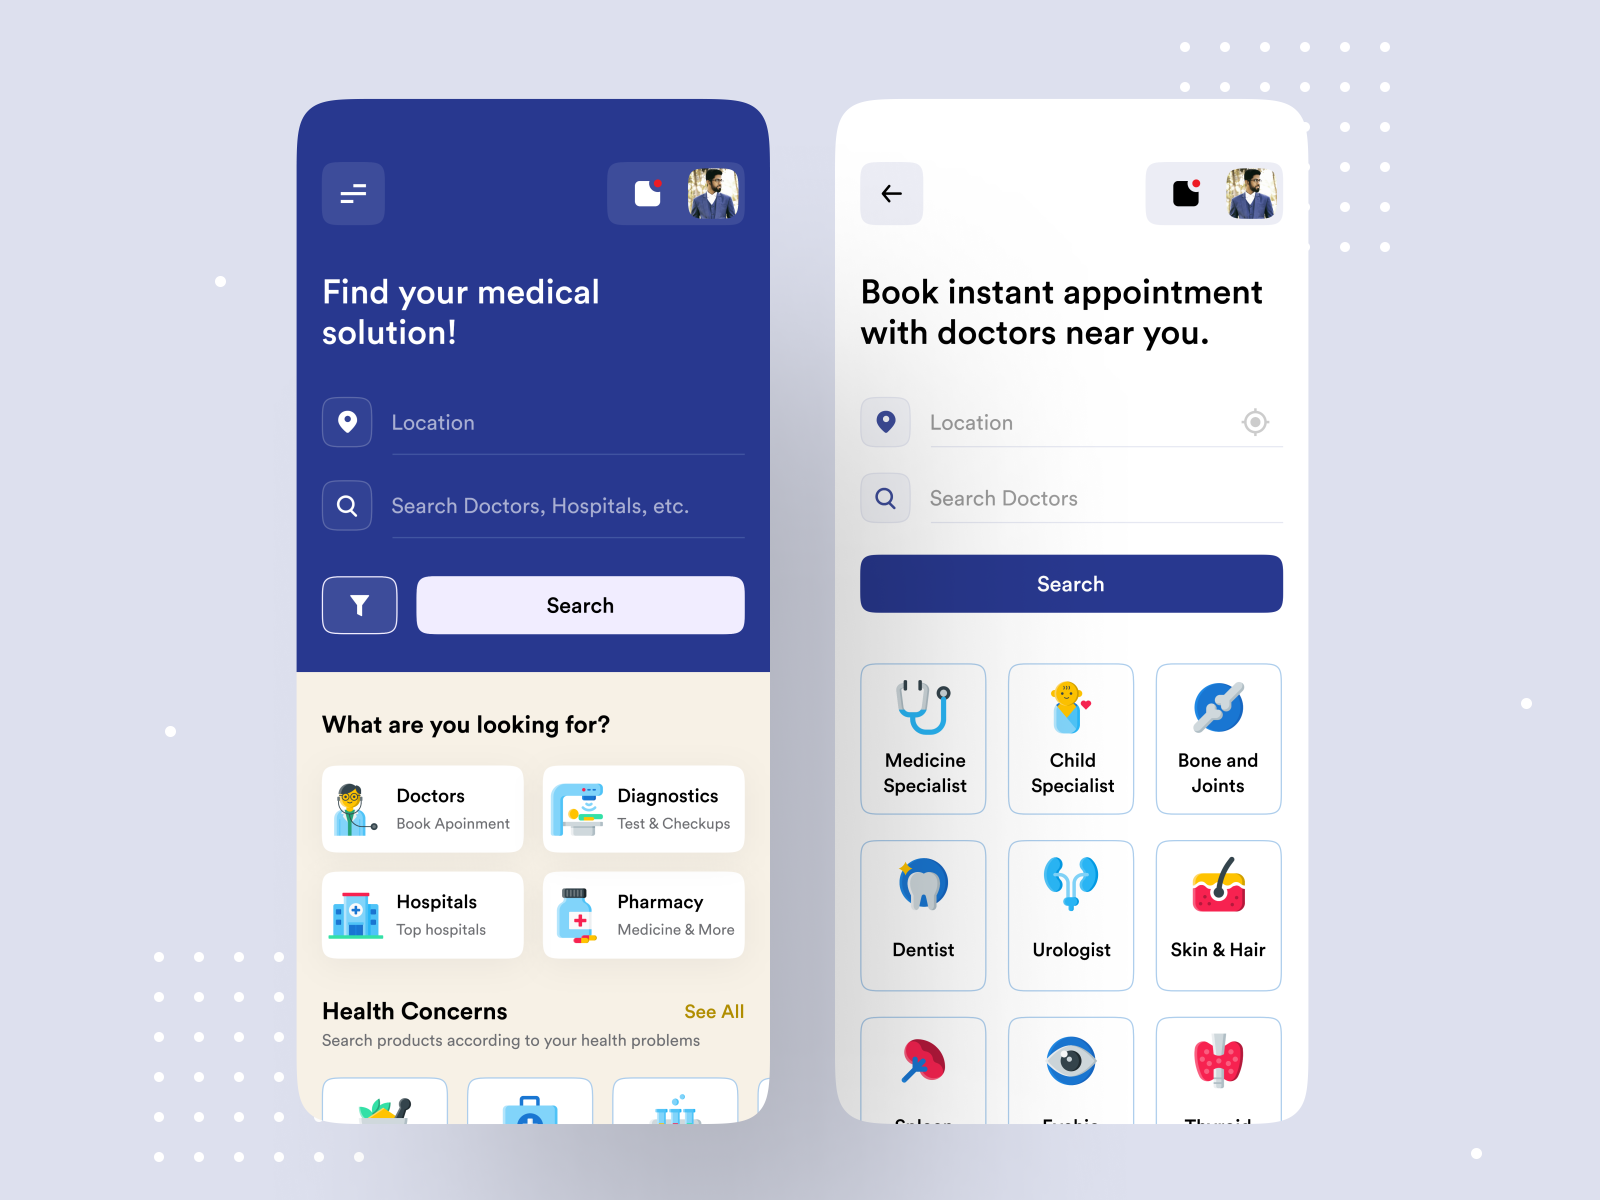 Find your medical
solution!
Location
Search Doctors, Hospitals, etc.
Search
What are you looking for?
Doctors
Book Apoinment
Diagnostics
Test & Checkups
Hospitals
Top hospitals
Pharmacy
Medicine & More
Health Concerns
See All
Search products according to your health problems
Book instant appointment
with doctors near you.
Location
Search Doctors
Search
Medicine
Specialist
Child
Specialist
Bone and
Joints
Dentist
Urologist
Skin & Hair
Spleen
Thyroid